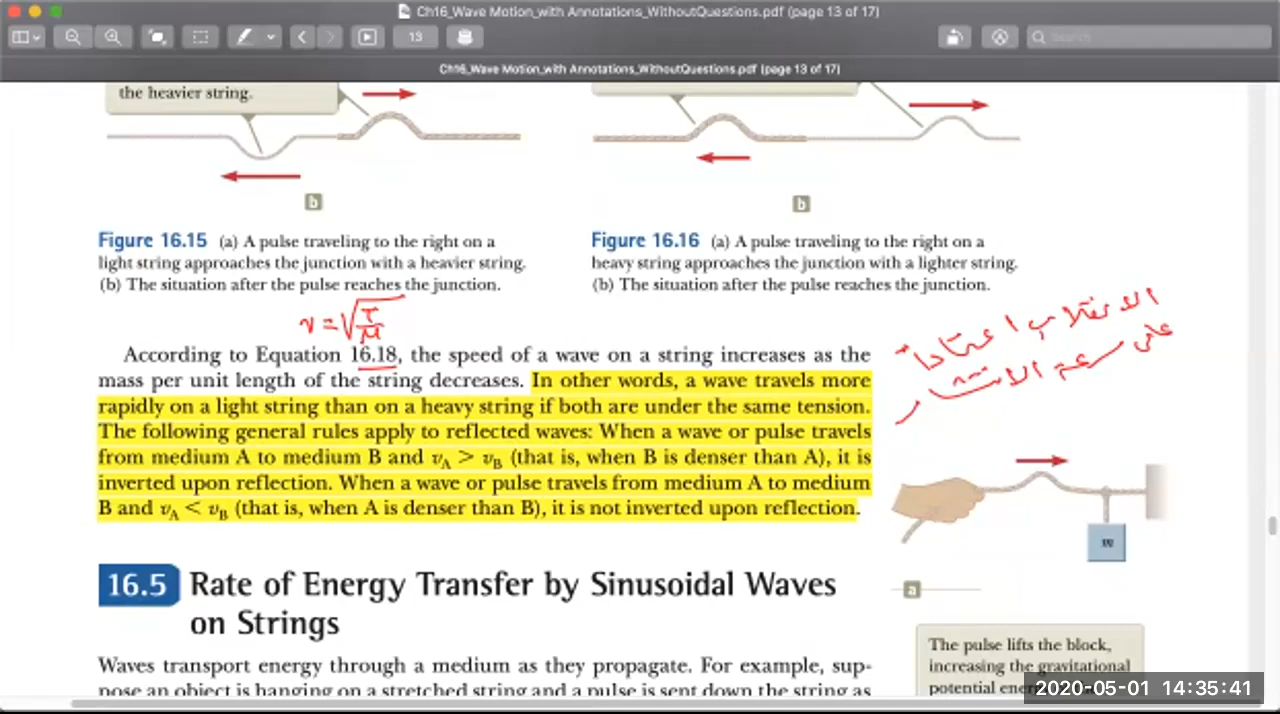 Ch16_Wave Motion_with Annotations_WithoutQuestions.pdf (page 13 of 17)
13
Search
Ch16_Wave Motion_with Annotations_WithoutQuestions.pdf (page 13 of 17)
the heavier string.
b
b
Figure 16.15 (a) A pulse traveling to the right on a
light string approaches the junction with a heavier string.
(b) The situation after the pulse reaches the junction.
Figure 16.16 (a) A pulse traveling to the right on a
heavy string approaches the junction with a lighter string.
(b) The situation after the pulse reaches the junction.
v = √T/μ
الانقلاب اعتمادا
على سرعة
According to Equation 16.18, the speed of a wave on a string increases as the
mass per unit length of the string decreases. In other words, a wave travels more
rapidly on a light string than on a heavy string if both are under the same tension.
The following general rules apply to reflected waves: When a wave or pulse travels
from medium A to medium B and vA > vB (that is, when B is denser than A), it is
inverted upon reflection. When a wave or pulse travels from medium A to medium
B and vA < vB (that is, when A is denser than B), it is not inverted upon reflection.
m
a
16.5 Rate of Energy Transfer by Sinusoidal Waves
on Strings
The pulse lifts the block,
increasing the gravitational
potential
Waves transport energy through a medium as they propagate. For example, sup-
pose an object is hanging on a stretched string and a pulse is sent down the string as
2020-05-01 14:35:41